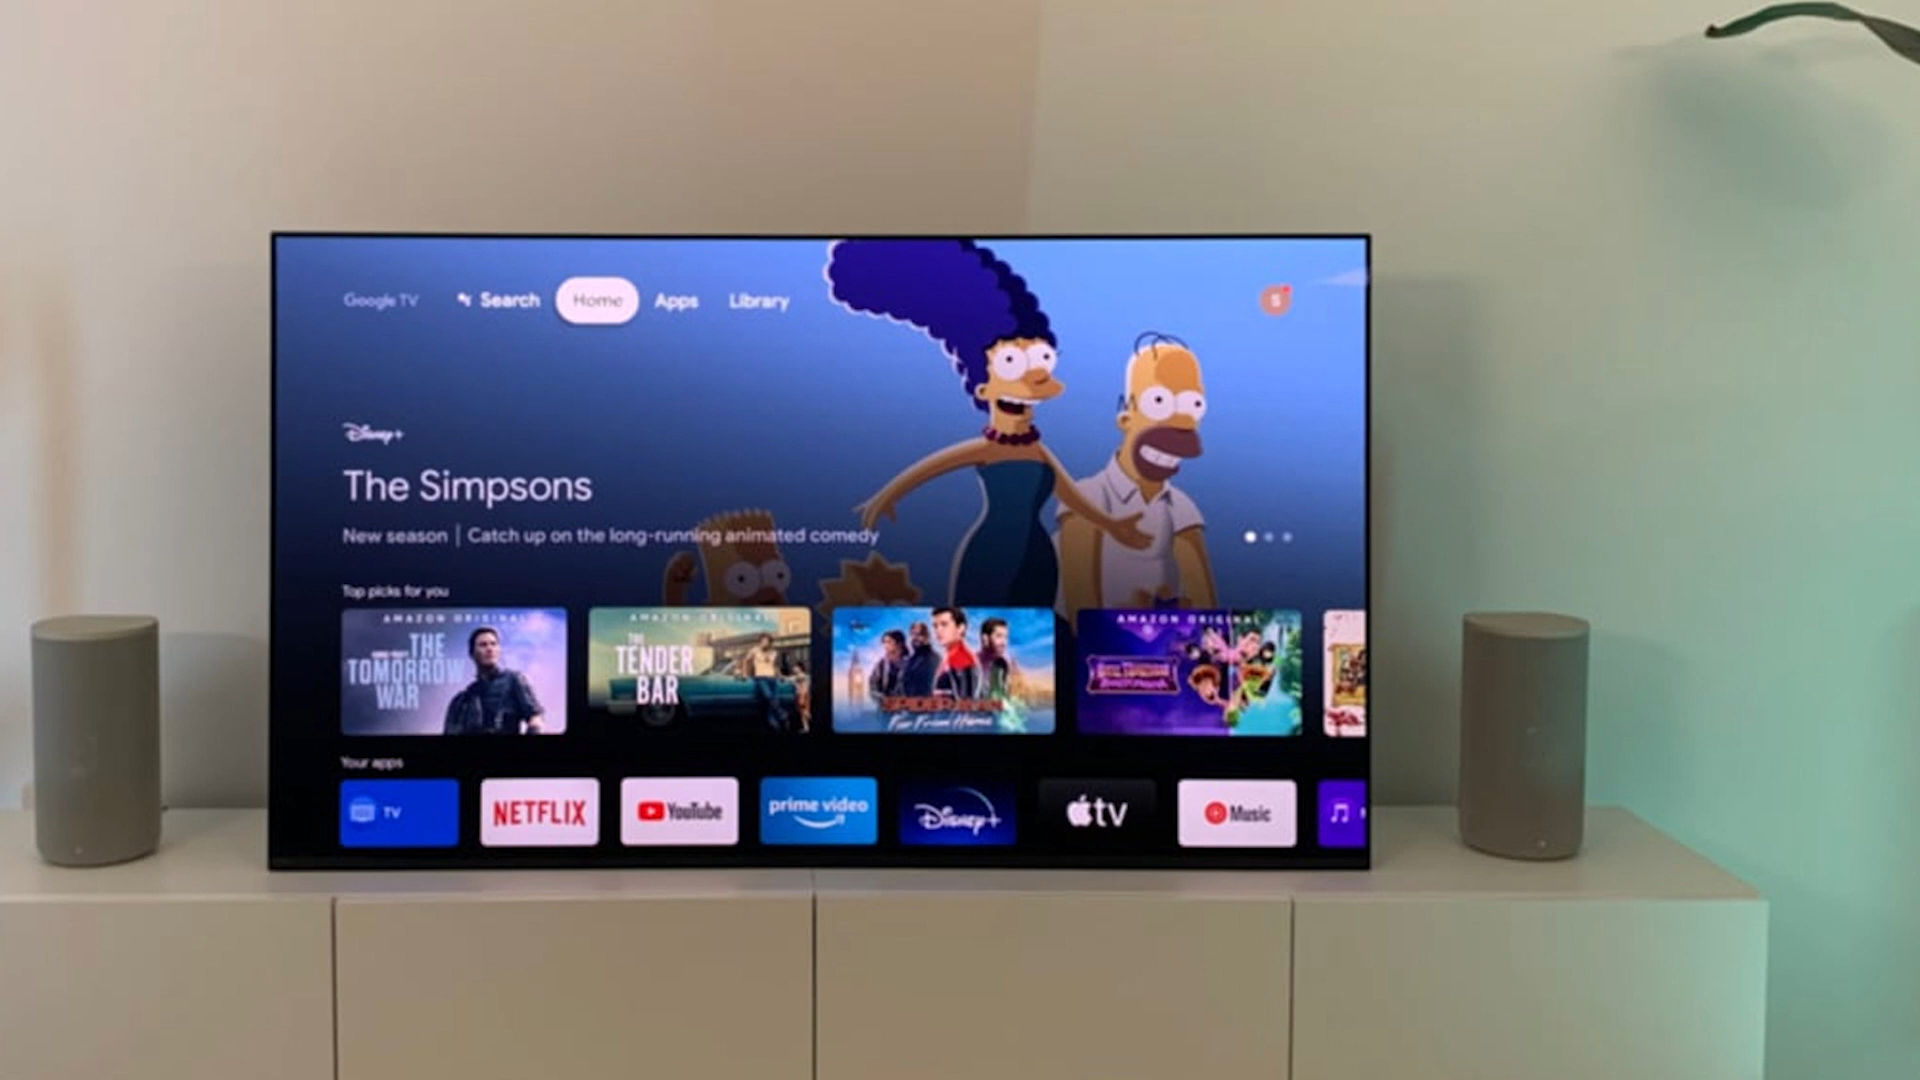 Google TV
Search
Home
Apps
Library
S
Disney+
The Simpsons
New season | Catch up on the long-running animated comedy
Top picks for you
AMAZON ORIGINAL
THE
TOMORROW
WAR
AMAZON ORIGINAL
THE
TENDER
BAR
SPIDER-MAN
Far From Home
AMAZON ORIGINAL
Your apps
TV
NETFLIX
YouTube
prime video
Disney+
tv
Music